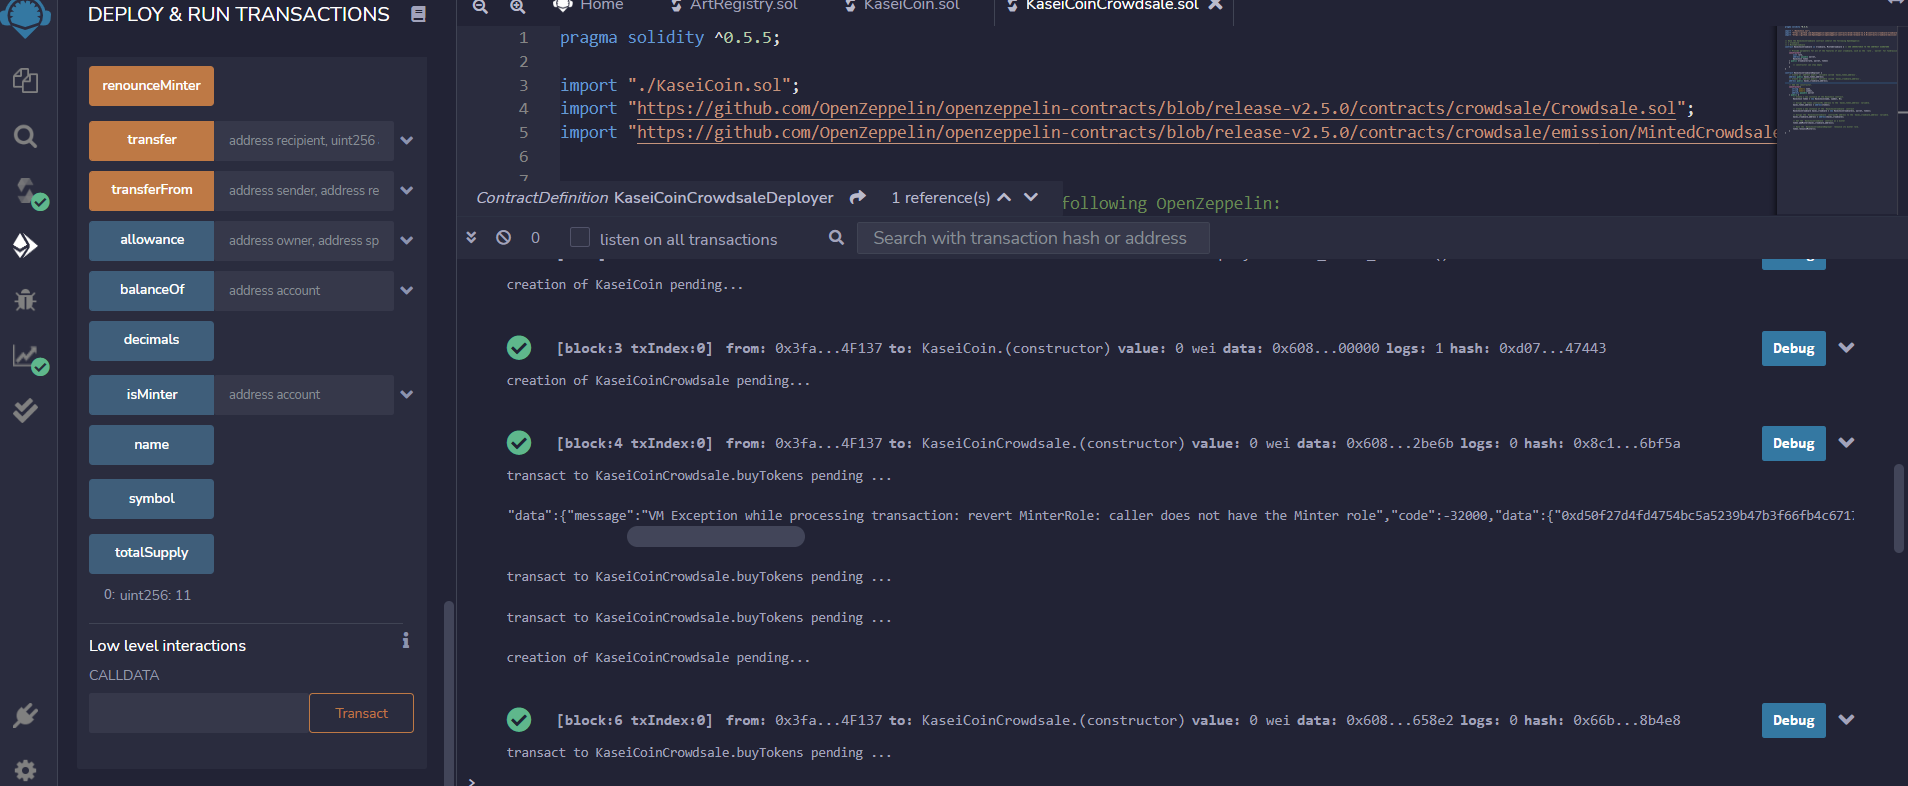 DEPLOY & RUN TRANSACTIONS
renounceMinter
transfer address recipient, uint256
transferFrom address sender, address re
allowance address owner, address sp
balanceOf address account
decimals
isMinter address account
name
symbol
totalSupply
0: uint256: 11
Low level interactions
CALLDATA
Transact
Home ArtRegistry.sol KaseiCoin.sol KaseiCoinCrowdsale.sol
1 pragma solidity ^0.5.5;
2
3 import "./KaseiCoin.sol";
4 import "https://github.com/OpenZeppelin/openzeppelin-contracts/blob/release-v2.5.0/contracts/crowdsale/Crowdsale.sol";
5 import "https://github.com/OpenZeppelin/openzeppelin-contracts/blob/release-v2.5.0/contracts/crowdsale/emission/MintedCrowdsale
6
7
ContractDefinition KaseiCoinCrowdsaleDeployer 1 reference(s) following OpenZeppelin:
0 listen on all transactions Search with transaction hash or address
creation of KaseiCoin pending...
[block:3 txIndex:0] from: 0x3fa...4F137 to: KaseiCoin.(constructor) value: 0 wei data: 0x608...00000 logs: 1 hash: 0xd07...47443 Debug
creation of KaseiCoinCrowdsale pending...
[block:4 txIndex:0] from: 0x3fa...4F137 to: KaseiCoinCrowdsale.(constructor) value: 0 wei data: 0x608...2be6b logs: 0 hash: 0x8c1...6bf5a Debug
transact to KaseiCoinCrowdsale.buyTokens pending ...
"data":{"message":"VM Exception while processing transaction: revert MinterRole: caller does not have the Minter role","code":-32000,"data":{"0xd50f27d4fd4754bc5a5239b47b3f66fb4c6717
transact to KaseiCoinCrowdsale.buyTokens pending ...
transact to KaseiCoinCrowdsale.buyTokens pending ...
creation of KaseiCoinCrowdsale pending...
[block:6 txIndex:0] from: 0x3fa...4F137 to: KaseiCoinCrowdsale.(constructor) value: 0 wei data: 0x608...658e2 logs: 0 hash: 0x66b...8b4e8 Debug
transact to KaseiCoinCrowdsale.buyTokens pending ...
>